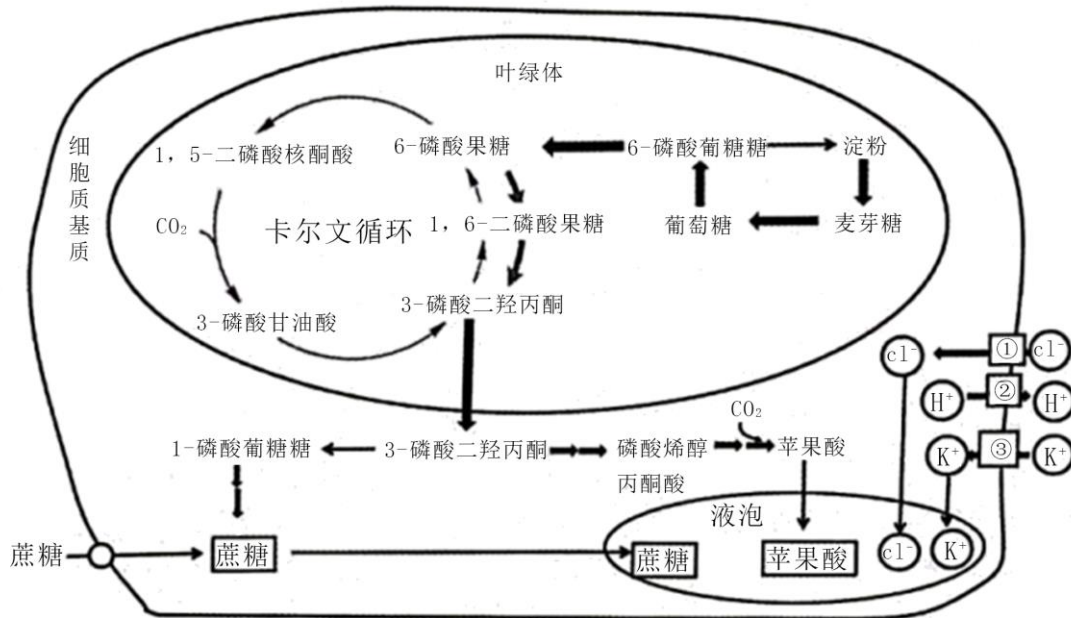 叶绿体
细胞质基质
1，5-二磷酸核酮酸
6-磷酸果糖
6-磷酸葡糖糖
淀粉
CO₂
卡尔文循环
1，6-二磷酸果糖
葡萄糖
麦芽糖
3-磷酸甘油酸
3-磷酸二羟丙酮
cl⁻
①
cl⁻
H⁺
②
H⁺
CO₂
1-磷酸葡糖糖
3-磷酸二羟丙酮
磷酸烯醇
丙酮酸
苹果酸
K⁺
③
K⁺
液泡
蔗糖
蔗糖
蔗糖
苹果酸
cl⁻
K⁺